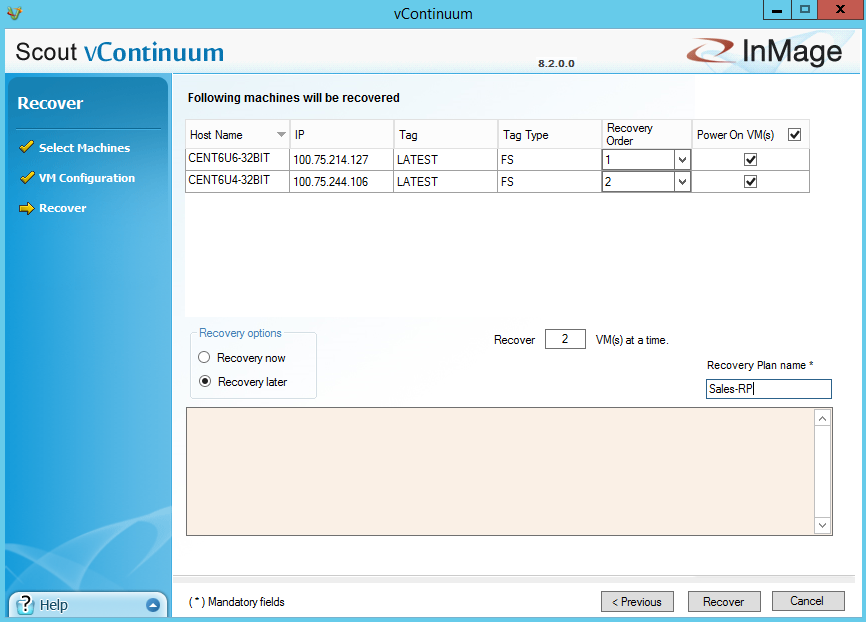 vContinuum
X
Scout vContinuum
8.2.0.0
InMage
Recover
Select Machines
VM Configuration
Recover
Following machines will be recovered
Host Name IP Tag Tag Type Recovery Order Power On VM(s)
CENT6U6-32BIT 100.75.214.127 LATEST FS 1
CENT6U4-32BIT 100.75.244.106 LATEST FS 2
Recovery options
Recovery now
Recovery later
Recover 2 VM(s) at a time.
Recovery Plan name *
Sales-RP
? Help
( * ) Mandatory fields
< Previous
Recover
Cancel